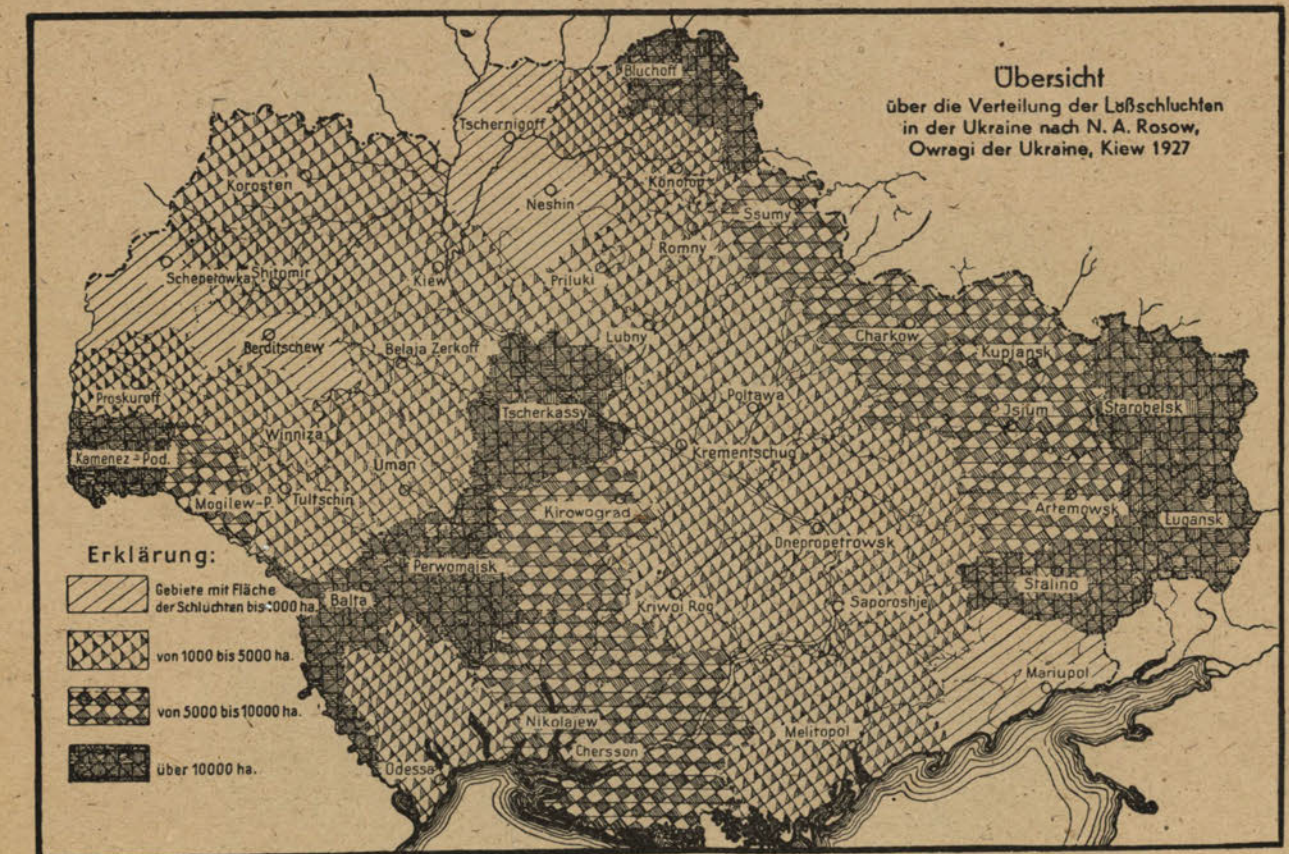 Übersicht
über die Verteilung der Lößschluchten
in der Ukraine nach N. A. Rosow,
Owragi der Ukraine, Kiew 1927
Bluchoff
Tschernigoff
Korosten
Neshin
Konotop
Ssumy
Romny
Schepetowka
Shitomir
Kiew
Priluki
Berditschew
Belaja Zerkoff
Lubny
Charkow
Kupjansk
Proskuroff
Tscherkassy
Poltawa
Isjum
Starobelsk
Winniza
Krementschug
Kamenez-Pod.
Uman
Mogilew-P.
Tultschin
Kirowograd
Artemowsk
Lugansk
Dnepropetrowsk
Perwomaisk
Stalino
Balta
Kriwoi Rog
Saporoshje
Mariupol
Nikolajew
Melitopol
Chersson
Odessa
Erklärung:
Gebiete mit Fläche
der Schluchten bis 1000 ha.
von 1000 bis 5000 ha.
von 5000 bis 10000 ha.
über 10000 ha.